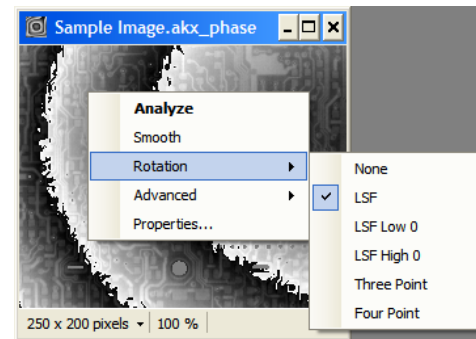 Sample Image.akx_phase
Analyze
Smooth
Rotation
Advanced
Properties...
None
LSF
LSF Low 0
LSF High 0
Three Point
Four Point
250 x 200 pixels
100 %